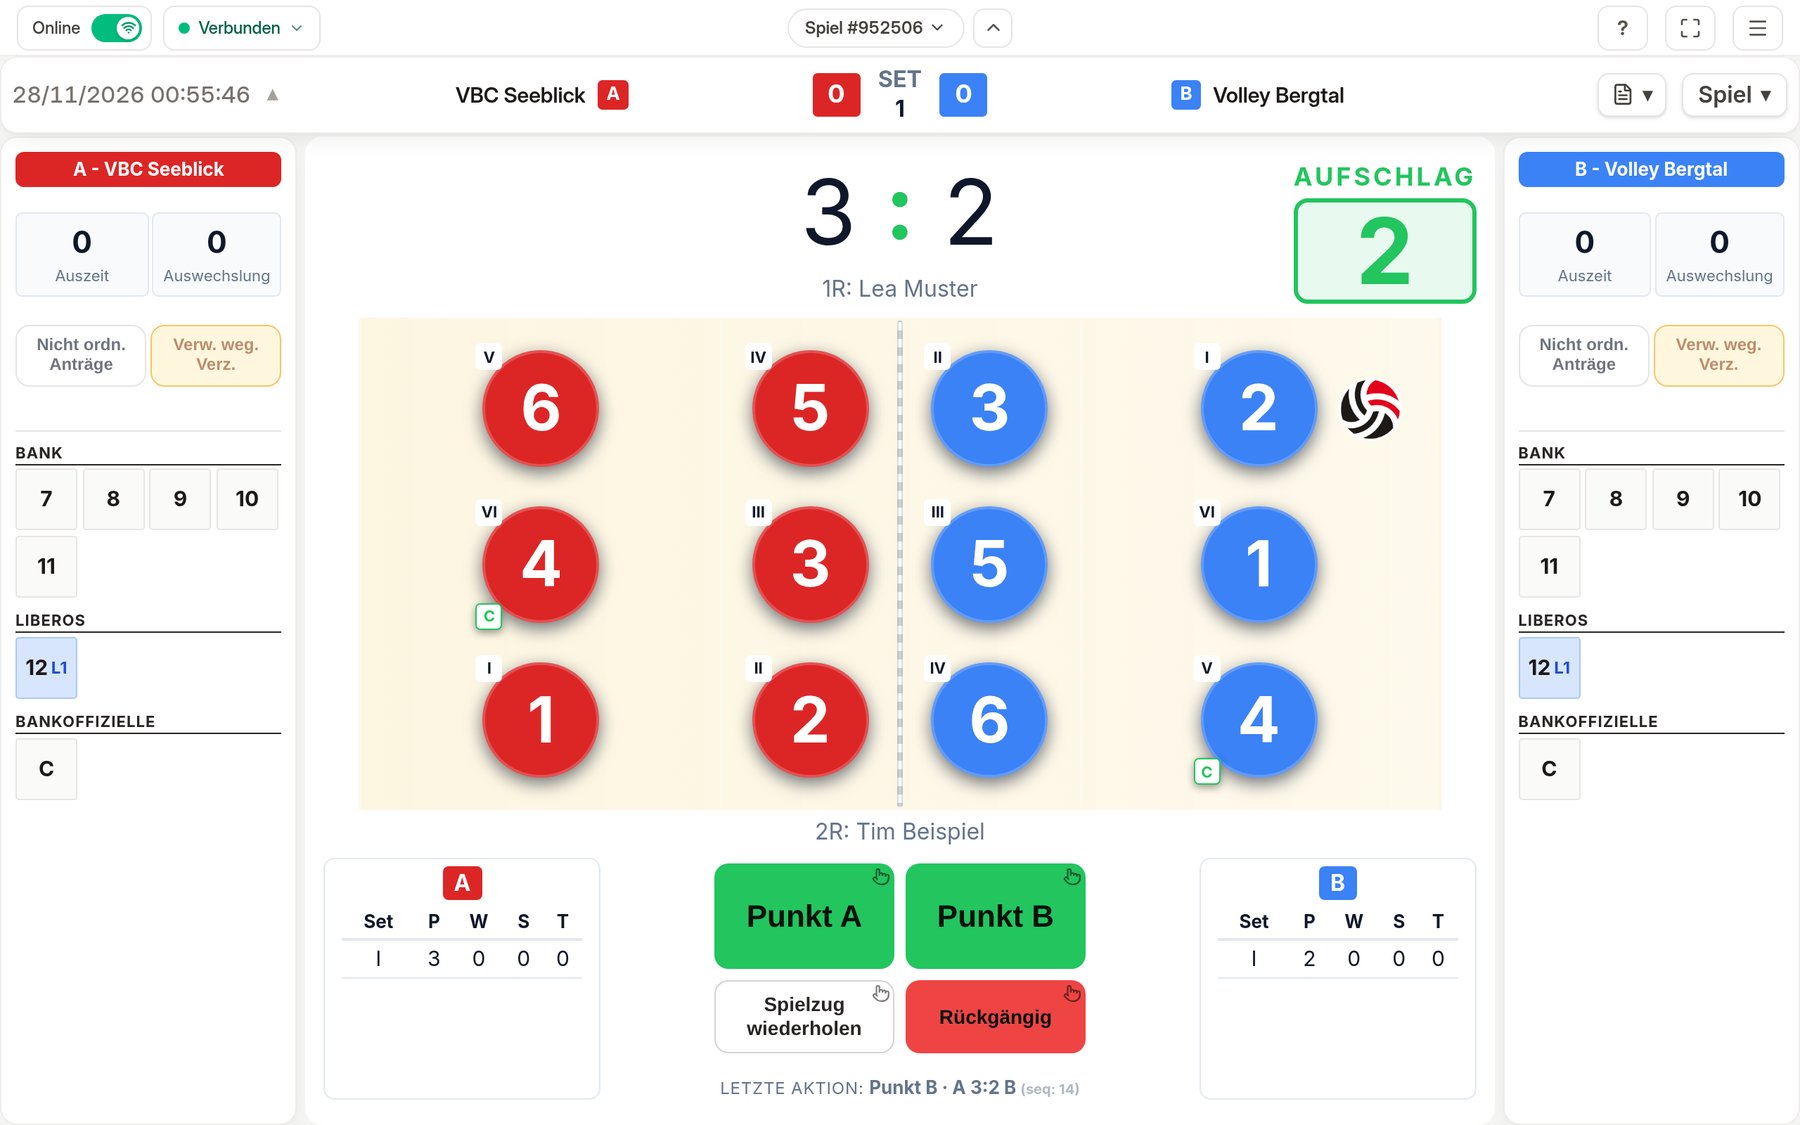 Online
Verbunden
Spiel #952506
?
28/11/2026 00:55:46 ▲
VBC Seeblick A
0 SET 0
1
B Volley Bergtal
▼
Spiel ▼
A - VBC Seeblick
0 0
Auszeit Auswechslung
Nicht ordn. Anträge
Verw. weg. Verz.
BANK
7 8 9 10
11
LIBEROS
12 L1
BANKOFFIZIELLE
C
3 : 2
1R: Lea Muster
AUFSCHLAG
2
V 6 IV 5 II 3 I 2
VI 4 C III 3 III 5 VI 1
I 1 II 2 IV 6 V 4 C
2R: Tim Beispiel
A
Set P W S T
I 3 0 0 0
Punkt A
Punkt B
Spielzug
wiederholen
Rückgängig
LETZTE AKTION: Punkt B · A 3:2 B (seq: 14)
B
Set P W S T
I 2 0 0 0
B - Volley Bergtal
0 0
Auszeit Auswechslung
Nicht ordn. Anträge
Verw. weg. Verz.
BANK
7 8 9 10
11
LIBEROS
12 L1
BANKOFFIZIELLE
C